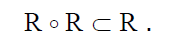 R ∘ R ⊂ R .